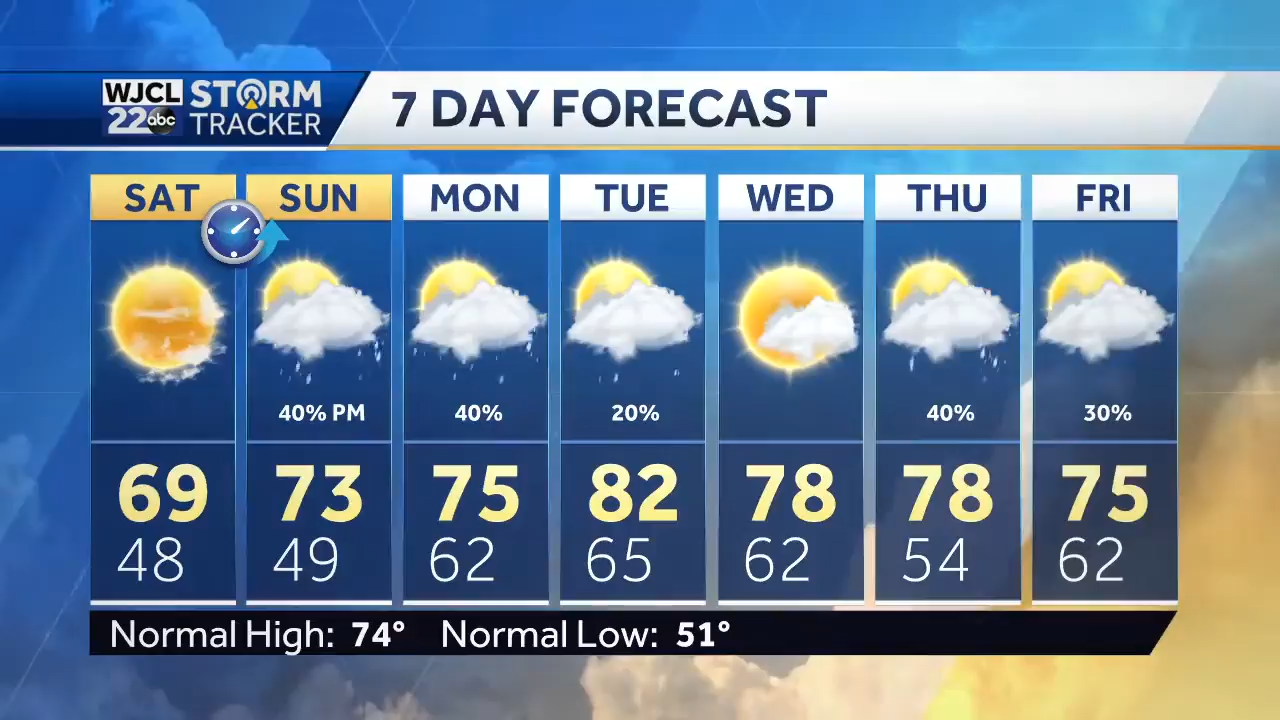 WJCL STORM
22 abc TRACKER
7 DAY FORECAST
SAT SUN MON TUE WED THU FRI
40% PM 40% 20% 40% 30%
69 73 75 82 78 78 75
48 49 62 65 62 54 62
Normal High: 74° Normal Low: 51°